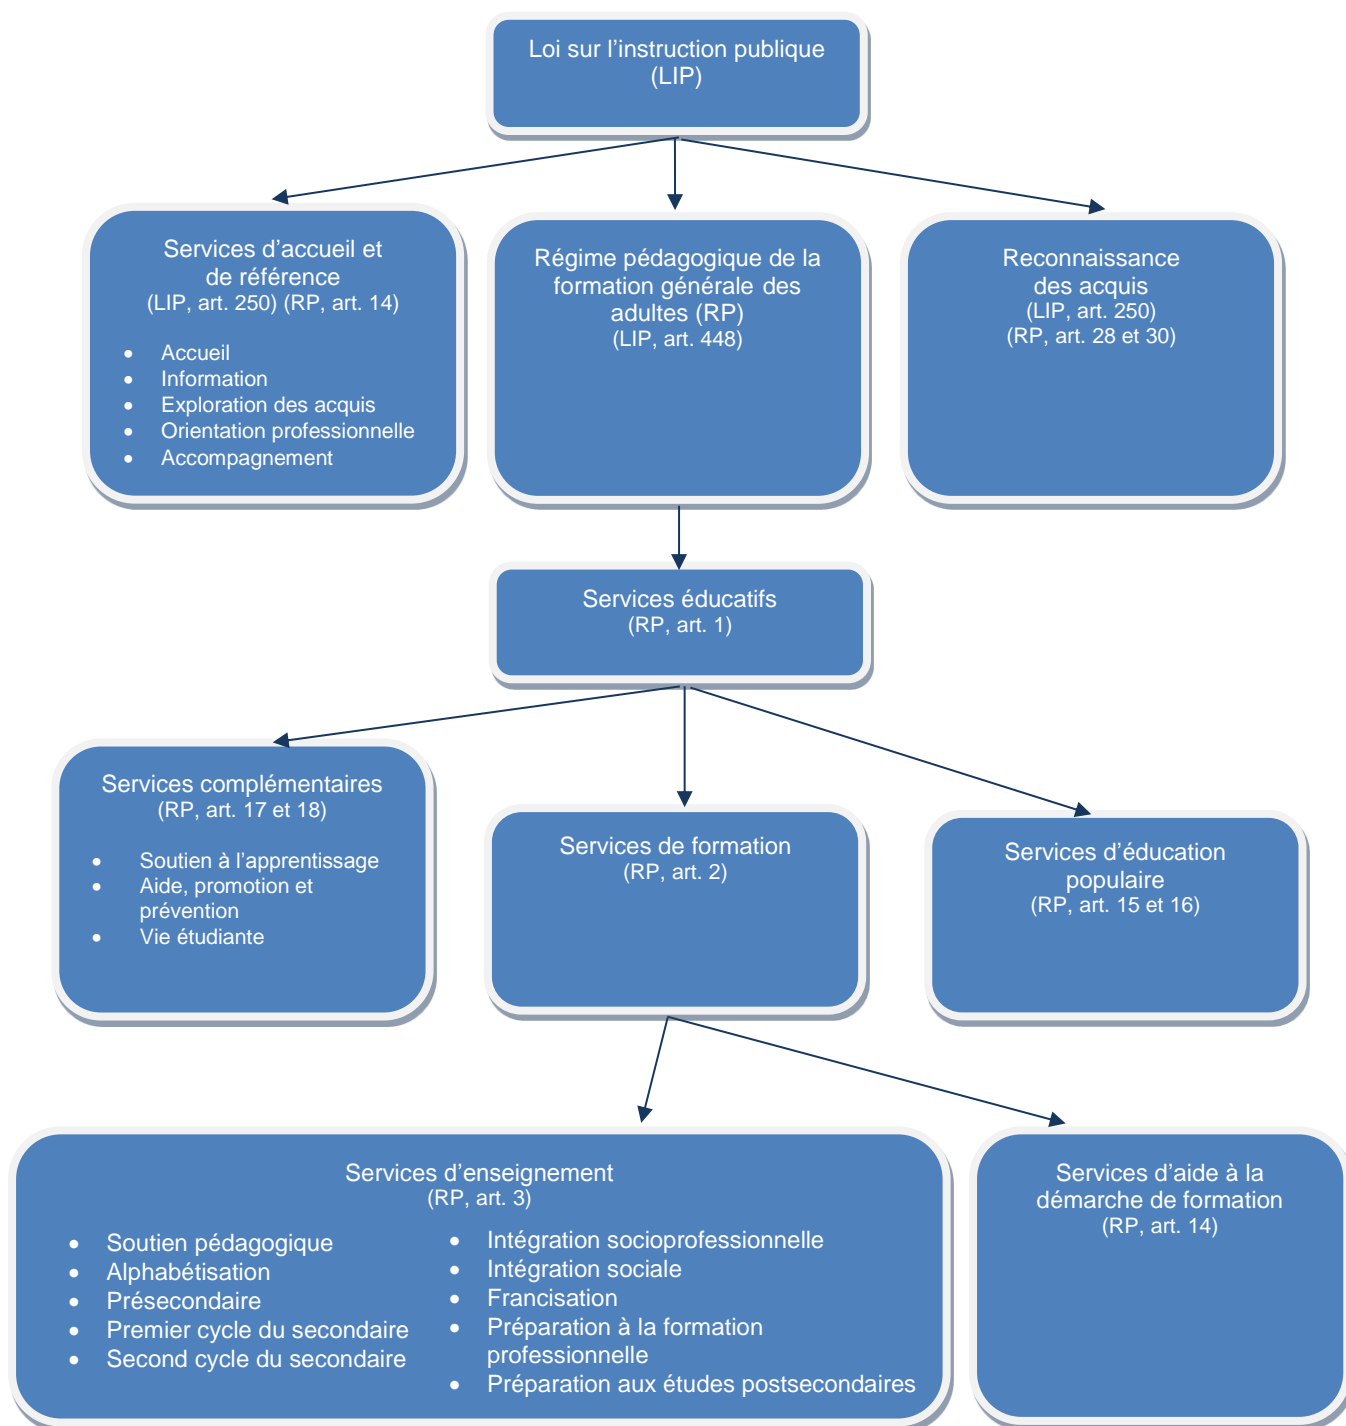 Loi sur l’instruction publique
(LIP)
Services d’accueil et
de référence
(LIP, art. 250) (RP, art. 14)
• Accueil
• Information
• Exploration des acquis
• Orientation professionnelle
• Accompagnement
Régime pédagogique de la
formation générale des
adultes (RP)
(LIP, art. 448)
Reconnaissance
des acquis
(LIP, art. 250)
(RP, art. 28 et 30)
Services éducatifs
(RP, art. 1)
Services complémentaires
(RP, art. 17 et 18)
• Soutien à l’apprentissage
• Aide, promotion et
prévention
• Vie étudiante
Services de formation
(RP, art. 2)
Services d’éducation
populaire
(RP, art. 15 et 16)
Services d’enseignement
(RP, art. 3)
• Soutien pédagogique
• Alphabétisation
• Présecondaire
• Premier cycle du secondaire
• Second cycle du secondaire
• Intégration socioprofessionnelle
• Intégration sociale
• Francisation
• Préparation à la formation
professionnelle
• Préparation aux études postsecondaires
Services d’aide à la
démarche de formation
(RP, art. 14)